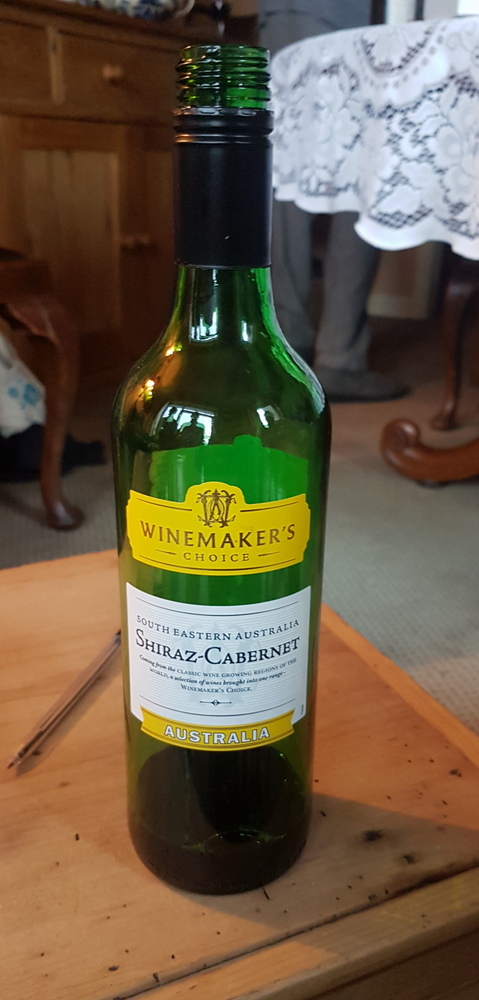 WINEMAKER'S
CHOICE
SOUTH EASTERN AUSTRALIA
SHIRAZ-CABERNET
Coming from the CLASSIC WINE GROWING REGIONS OF THE
WORLD, a selection of wines brought into one range-
WINEMAKER'S CHOICE.
AUSTRALIA